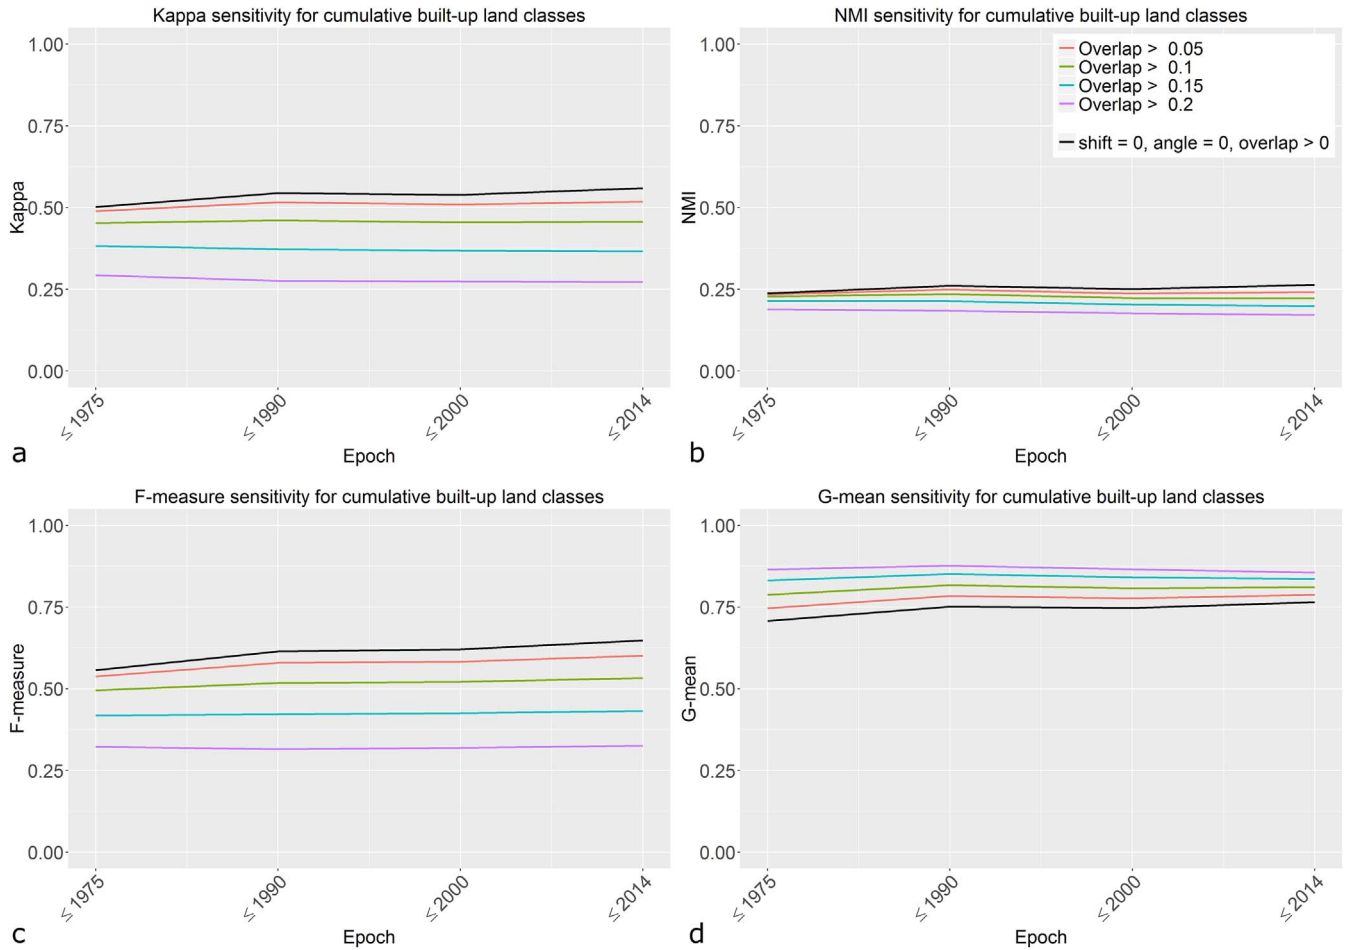 Kappa sensitivity for cumulative built-up land classes
1.00
0.75
0.50
0.25
0.00
Kappa
≤ 1975
≤ 1990
≤ 2000
≤ 2014
Epoch
a
NMI sensitivity for cumulative built-up land classes
1.00
0.75
0.50
0.25
0.00
NMI
Overlap > 0.05
Overlap > 0.1
Overlap > 0.15
Overlap > 0.2
shift = 0, angle = 0, overlap > 0
≤ 1975
≤ 1990
≤ 2000
≤ 2014
Epoch
b
F-measure sensitivity for cumulative built-up land classes
1.00
0.75
0.50
0.25
0.00
F-measure
≤ 1975
≤ 1990
≤ 2000
≤ 2014
Epoch
c
G-mean sensitivity for cumulative built-up land classes
1.00
0.75
0.50
0.25
0.00
G-mean
≤ 1975
≤ 1990
≤ 2000
≤ 2014
Epoch
d